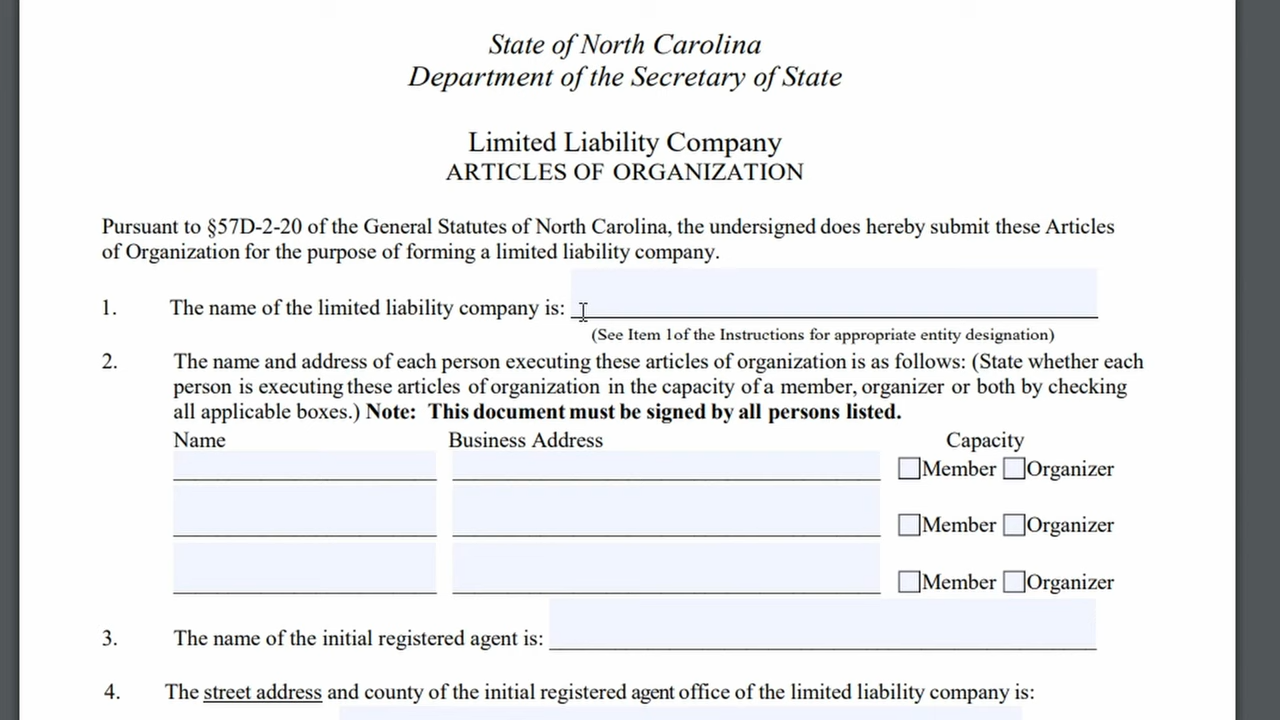 State of North Carolina
Department of the Secretary of State
Limited Liability Company
ARTICLES OF ORGANIZATION
Pursuant to §57D-2-20 of the General Statutes of North Carolina, the undersigned does hereby submit these Articles
of Organization for the purpose of forming a limited liability company.
1. The name of the limited liability company is:
(See Item 1of the Instructions for appropriate entity designation)
2. The name and address of each person executing these articles of organization is as follows: (State whether each
person is executing these articles of organization in the capacity of a member, organizer or both by checking
all applicable boxes.) Note: This document must be signed by all persons listed.
Name Business Address Capacity
Member Organizer
Member Organizer
Member Organizer
3. The name of the initial registered agent is:
4. The street address and county of the initial registered agent office of the limited liability company is: